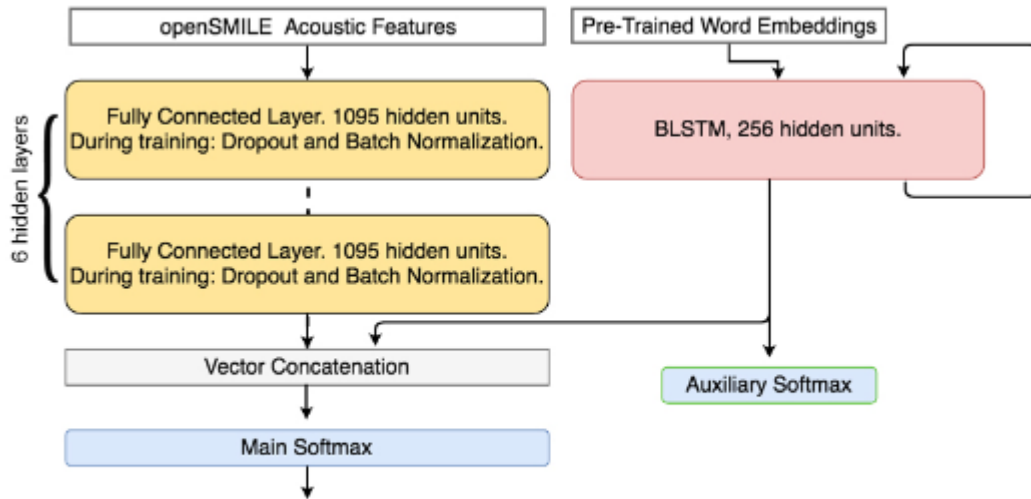 openSMILE Acoustic Features
Pre-Trained Word Embeddings
Fully Connected Layer. 1095 hidden units.
During training: Dropout and Batch Normalization.
BLSTM, 256 hidden units.
6 hidden layers
Fully Connected Layer. 1095 hidden units.
During training: Dropout and Batch Normalization.
Vector Concatenation
Auxiliary Softmax
Main Softmax